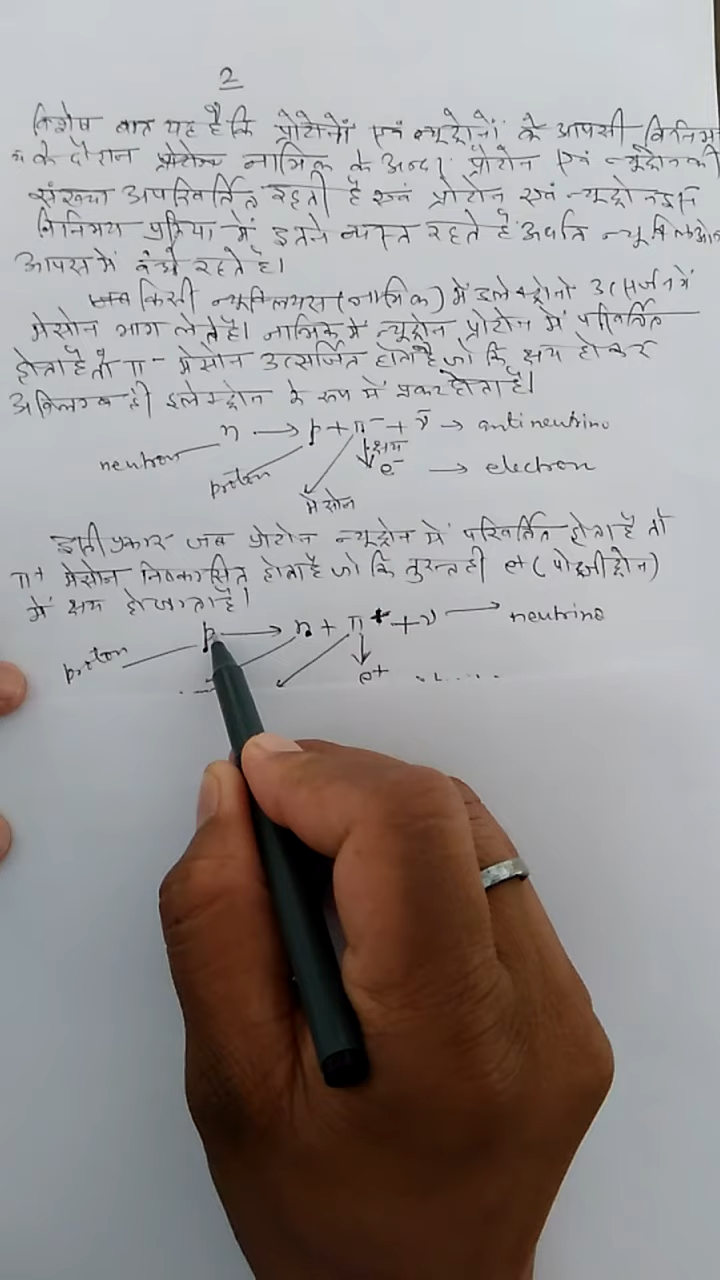 2
विशेष बात यह है कि प्रोटोनों एवं न्यूट्रोनों के आपसी विनिम
य के दौरान प्रत्येक नाभिक के अन्दर प्रोटोन एवं न्यूट्रोन की
संख्या अपरिवर्तित रहती है एवं प्रोटोन एवं न्यूट्रोन इस
विनिमय प्रक्रिया में इतने व्यस्त रहते हैं अर्थात न्यूक्लिओन
आपस में बंधे रहते है।
जब किसी न्यूक्लियस (नाभिक) में इलेक्ट्रोनो उत्सर्जन में
मेसोन भाग लेते है। नाभिक में न्यूट्रोन प्रोटोन में परिवर्तित
होता है तो π- मेसोन उत्सर्जित होता है जो कि क्षय होकर
अविलम्ब ही इलेक्ट्रोन के रूप में प्रकट होता है।
n → p + π⁻ + ν̄ → antineutrino
neutron proton क्षय e⁻ → electron
मेसोन
इसी प्रकार जब प्रोटोन न्यूट्रोन में परिवर्तित होता है तो
π+ मेसोन निष्कासित होता है जो कि तुरन्त ही e+ (पोज़ीट्रोन)
में क्षय हो जाता है।
p → n + π⁺ + ν → neutrino
proton e+ ......